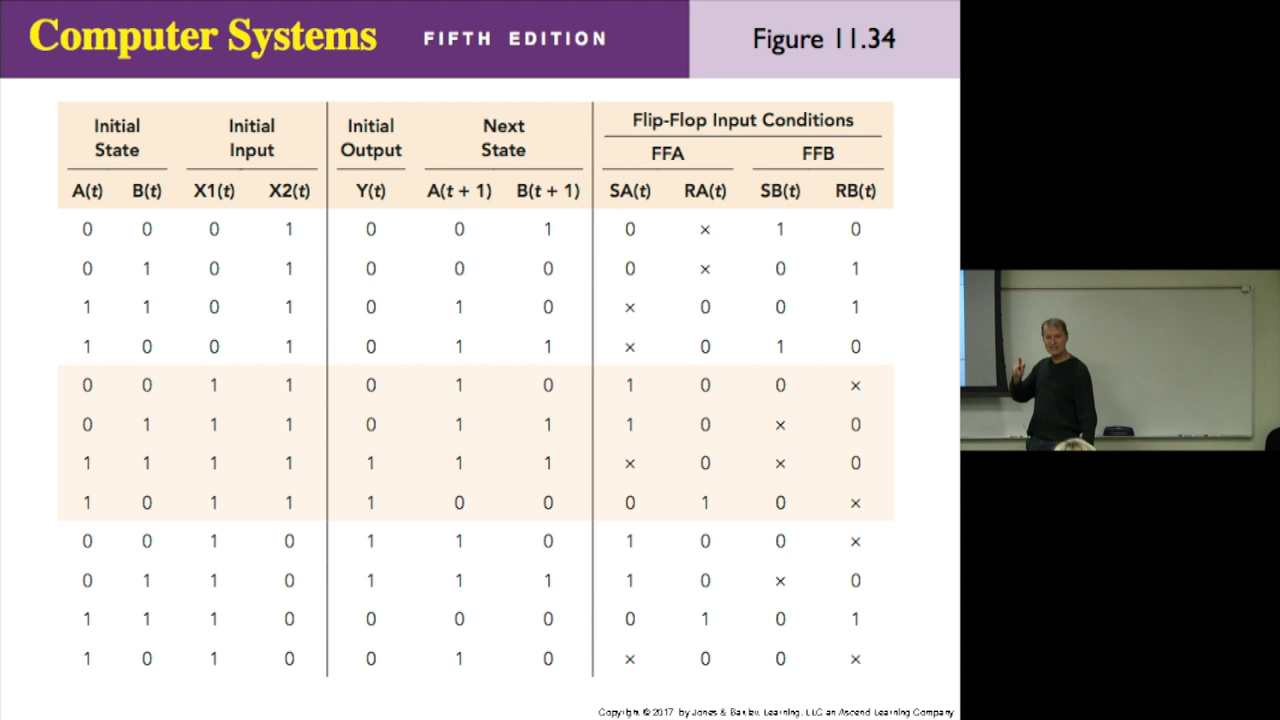 Computer Systems FIFTH EDITION Figure 11.34
Initial State Initial Input Initial Output Next State Flip-Flop Input Conditions
FFA FFB
A(t) B(t) X1(t) X2(t) Y(t) A(t + 1) B(t + 1) SA(t) RA(t) SB(t) RB(t)
0 0 0 1 0 0 1 0 × 1 0
0 1 0 1 0 0 0 0 × 0 1
1 1 0 1 0 1 0 × 0 0 1
1 0 0 1 0 1 1 × 0 1 0
0 0 1 1 0 1 0 1 0 0 ×
0 1 1 1 0 1 1 1 0 × 0
1 1 1 1 1 1 1 × 0 × 0
1 0 1 1 1 0 0 0 1 0 ×
0 0 1 0 1 1 0 1 0 0 ×
0 1 1 0 1 1 1 1 0 × 0
1 1 1 0 0 0 0 0 1 0 1
1 0 1 0 0 1 0 × 0 0 ×
Copyright © 2017 by Jones & Bartlett Learning, LLC an Ascend Learning Company